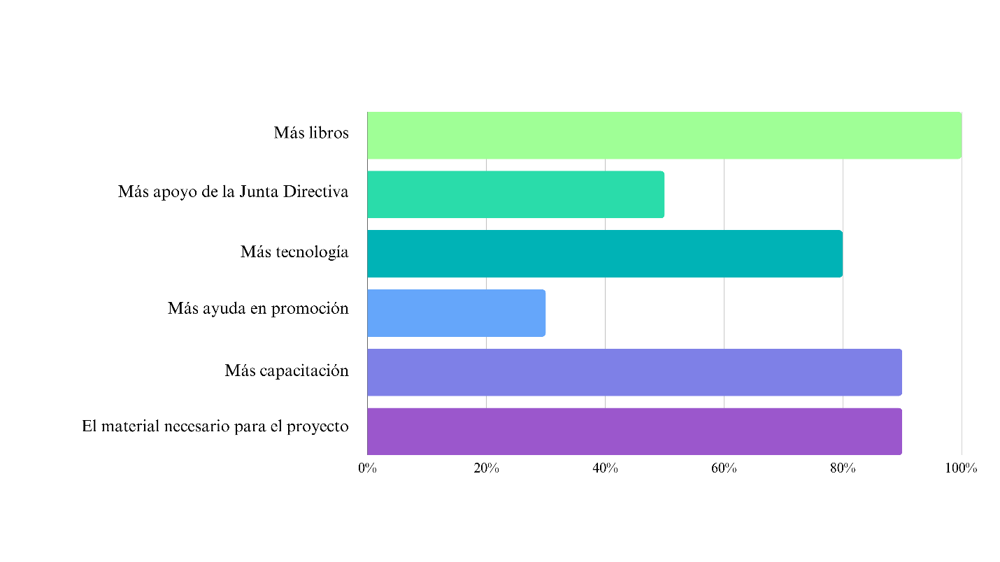 Más libros
Más apoyo de la Junta Directiva
Más tecnología
Más ayuda en promoción
Más capacitación
El material necesario para el proyecto
0% 20% 40% 60% 80% 100%